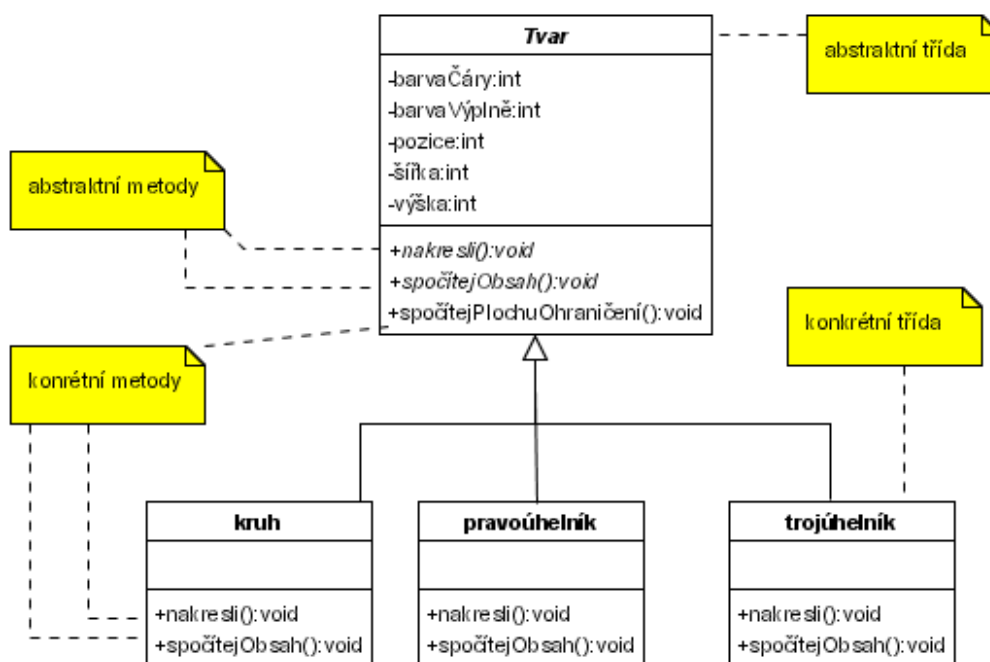 Tvar
abstraktní třída
-barvaČáry:int
-barvaVýplně:int
-pozice:int
-šířka:int
-výška:int
abstraktní metody
+nakresli():void
+spočítejObsah():void
+spočítejPlochuOhraničení():void
konkrétní třída
konrétní metody
kruh
+nakresli():void
+spočítejObsah():void
pravoúhelník
+nakresli():void
+spočítejObsah():void
trojúhelník
+nakresli():void
+spočítejObsah():void